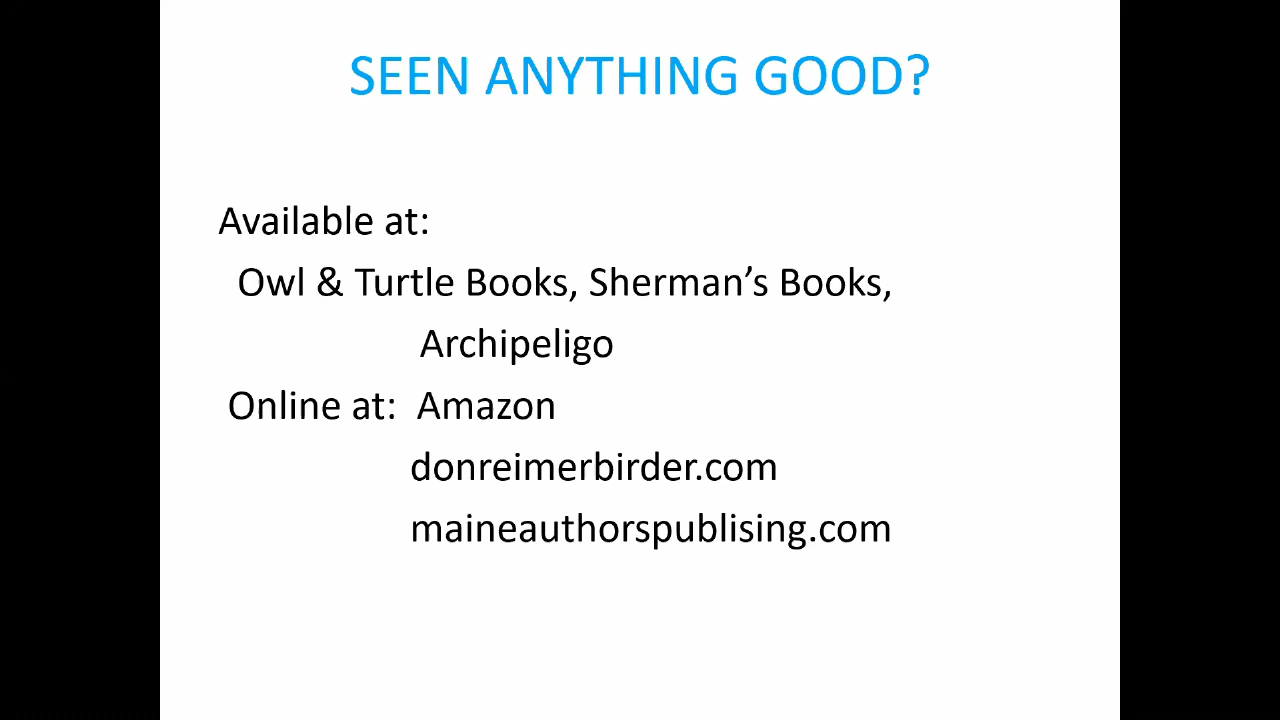 SEEN ANYTHING GOOD?
Available at:
Owl & Turtle Books, Sherman’s Books,
Archipeligo
Online at: Amazon
donreimerbirder.com
maineauthorspublising.com